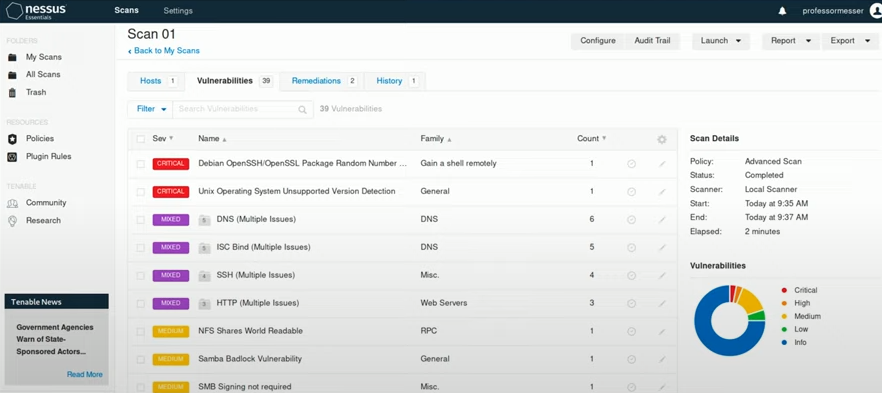 nessus Essentials
Scans Settings
professormesser
FOLDERS
My Scans
All Scans
Trash
RESOURCES
Policies
Plugin Rules
TENABLE
Community
Research
Tenable News
Government Agencies
Warn of State-
Sponsored Actors...
Read More
Scan 01
Back to My Scans
Configure Audit Trail Launch Report Export
Hosts 1 Vulnerabilities 39 Remediations 2 History 1
Filter Search Vulnerabilities 39 Vulnerabilities
Sev Name Family Count
CRITICAL Debian OpenSSH/OpenSSL Package Random Number ... Gain a shell remotely 1
CRITICAL Unix Operating System Unsupported Version Detection General 1
MIXED 5 DNS (Multiple Issues) DNS 6
MIXED 5 ISC Bind (Multiple Issues) DNS 5
MIXED 4 SSH (Multiple Issues) Misc. 4
MIXED 3 HTTP (Multiple Issues) Web Servers 3
MEDIUM NFS Shares World Readable RPC 1
MEDIUM Samba Badlock Vulnerability General 1
MEDIUM SMB Signing not required Misc. 1
Scan Details
Policy: Advanced Scan
Status: Completed
Scanner: Local Scanner
Start: Today at 9:35 AM
End: Today at 9:37 AM
Elapsed: 2 minutes
Vulnerabilities
Critical
High
Medium
Low
Info